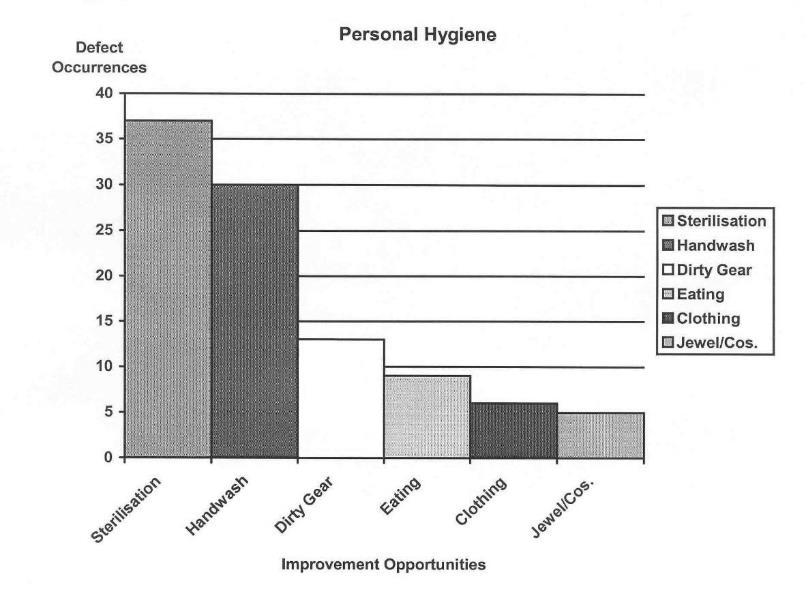 Personal Hygiene
Defect
Occurrences
40
35
30
25
20
15
10
5
0
Sterilisation
Handwash
Dirty Gear
Eating
Clothing
Jewel/Cos.
Improvement Opportunities
Sterilisation
Handwash
Dirty Gear
Eating
Clothing
Jewel/Cos.